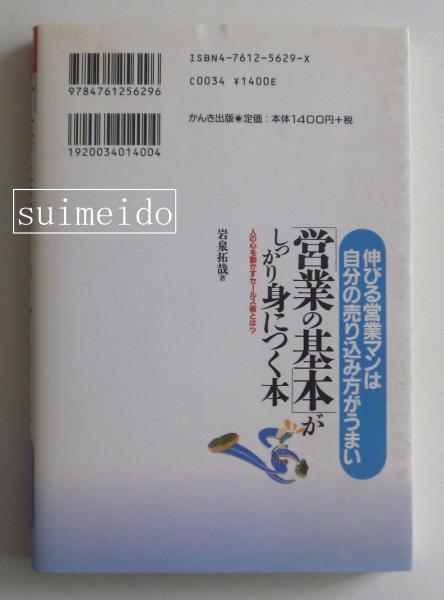 ISBN4-7612-5629-X
C0034 ¥1400E
かんき出版●定価：本体1400円+税
9784761256296
1920034014004
suimeido
伸びる営業マンは
自分の売り込み方がうまい
「営業の基本」が
しっかり身につく本
人の心を動かすセールス術とは？
岩泉拓哉著